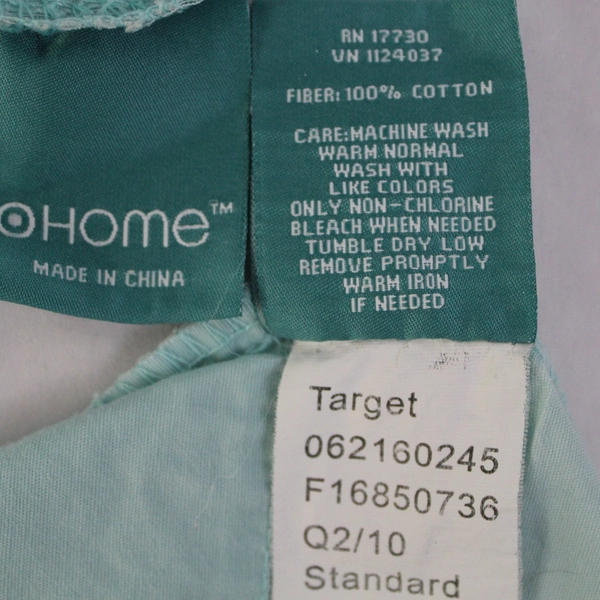 HOME™
MADE IN CHINA
RN 17730
VN 1124037
FIBER: 100% COTTON
CARE:MACHINE WASH
WARM NORMAL
WASH WITH
LIKE COLORS
ONLY NON-CHLORINE
BLEACH WHEN NEEDED
TUMBLE DRY LOW
REMOVE PROMPTLY
WARM IRON
IF NEEDED
Target
062160245
F16850736
Q2/10
Standard